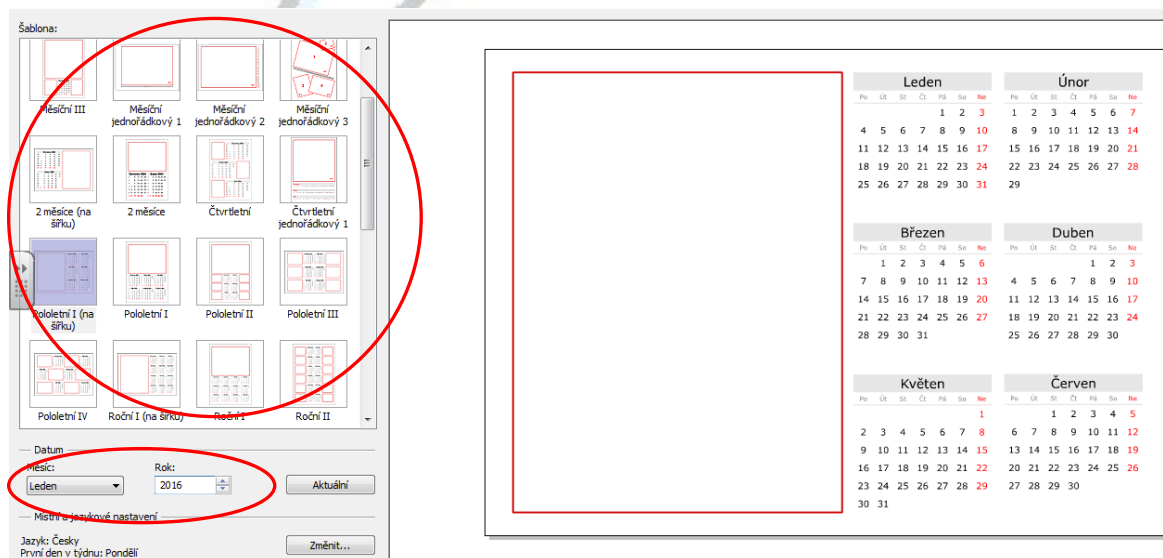 Šablona:
Měsíční III
Měsíční
jednořádkový 1
Měsíční
jednořádkový 2
Měsíční
jednořádkový 3
2 měsíce (na
šířku)
2 měsíce
Čtvrtletní
Čtvrtletní
jednořádkový 1
Pololetní I (na
šířku)
Pololetní I
Pololetní II
Pololetní III
Pololetní IV
Roční I (na šířku)
Roční I
Roční II
Datum
Měsíc:
Rok:
Leden
2016
Aktuální
Místní a jazykové nastavení
Jazyk: Česky
První den v týdnu: Pondělí
Změnit...
Leden
Po Út St Čt Pá So Ne
1 2 3
4 5 6 7 8 9 10
11 12 13 14 15 16 17
18 19 20 21 22 23 24
25 26 27 28 29 30 31
Únor
Po Út St Čt Pá So Ne
1 2 3 4 5 6 7
8 9 10 11 12 13 14
15 16 17 18 19 20 21
22 23 24 25 26 27 28
29
Březen
Po Út St Čt Pá So Ne
1 2 3 4 5 6
7 8 9 10 11 12 13
14 15 16 17 18 19 20
21 22 23 24 25 26 27
28 29 30 31
Duben
Po Út St Čt Pá So Ne
1 2 3
4 5 6 7 8 9 10
11 12 13 14 15 16 17
18 19 20 21 22 23 24
25 26 27 28 29 30
Květen
Po Út St Čt Pá So Ne
1
2 3 4 5 6 7 8
9 10 11 12 13 14 15
16 17 18 19 20 21 22
23 24 25 26 27 28 29
30 31
Červen
Po Út St Čt Pá So Ne
1 2 3 4 5
6 7 8 9 10 11 12
13 14 15 16 17 18 19
20 21 22 23 24 25 26
27 28 29 30